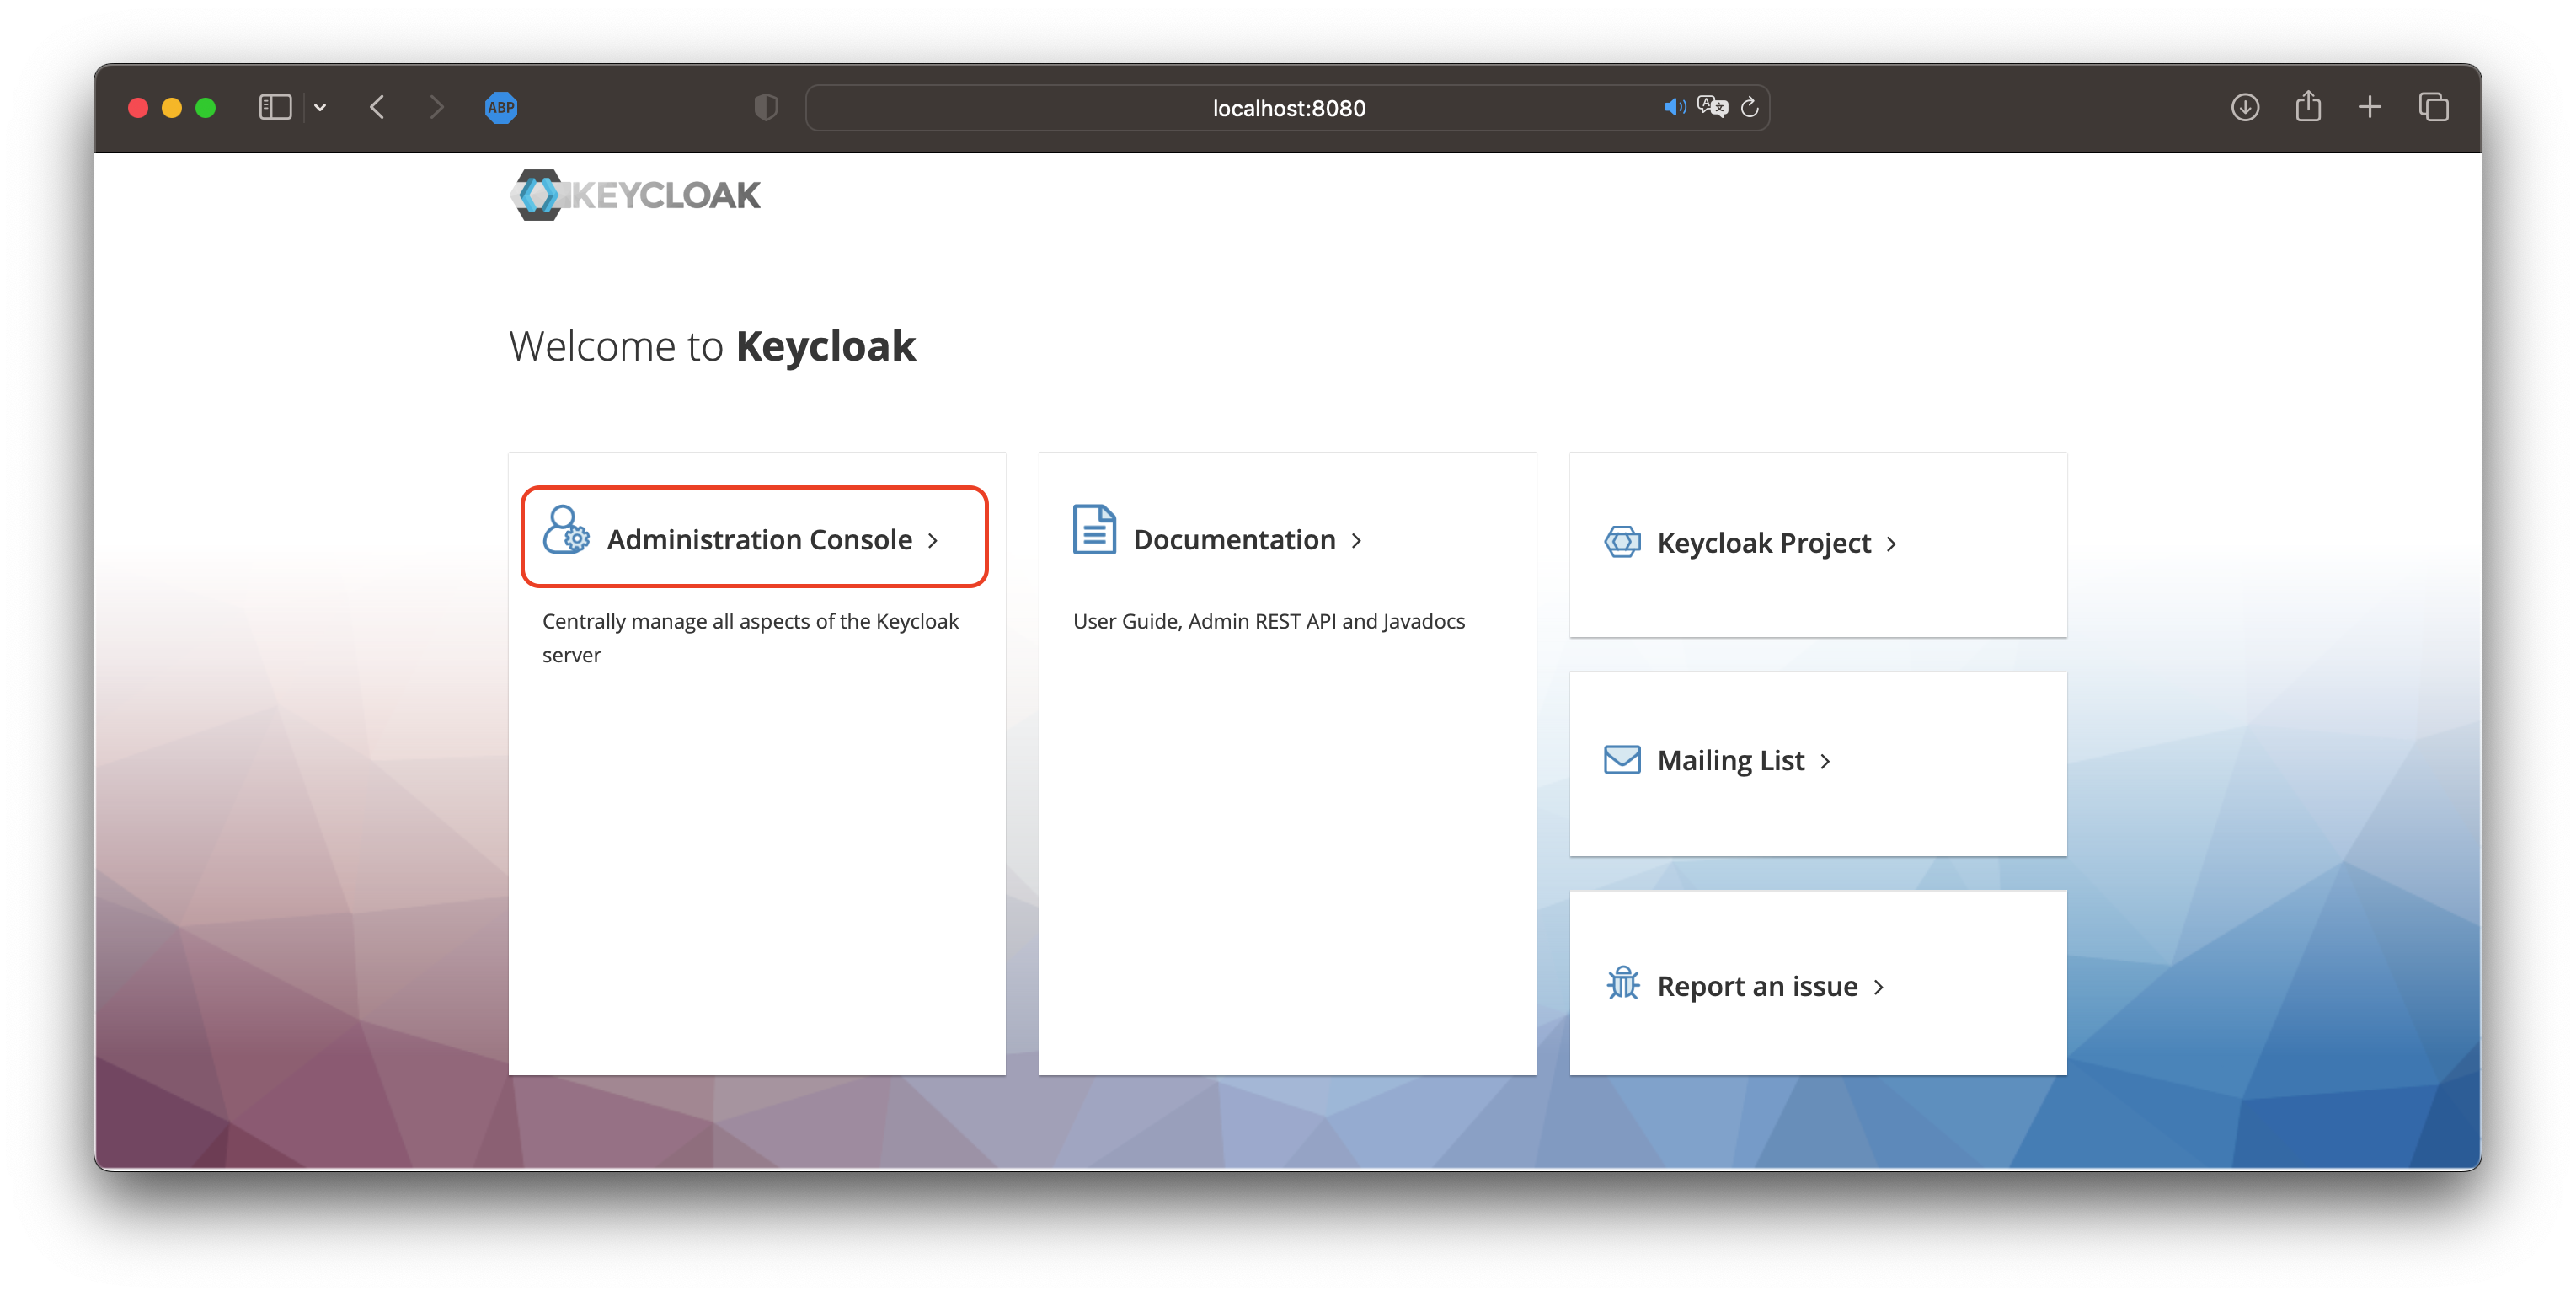 ABP
localhost:8080
KEYCLOAK
Welcome to Keycloak
Administration Console
Centrally manage all aspects of the Keycloak
server
Documentation
User Guide, Admin REST API and Javadocs
Keycloak Project
Mailing List
Report an issue